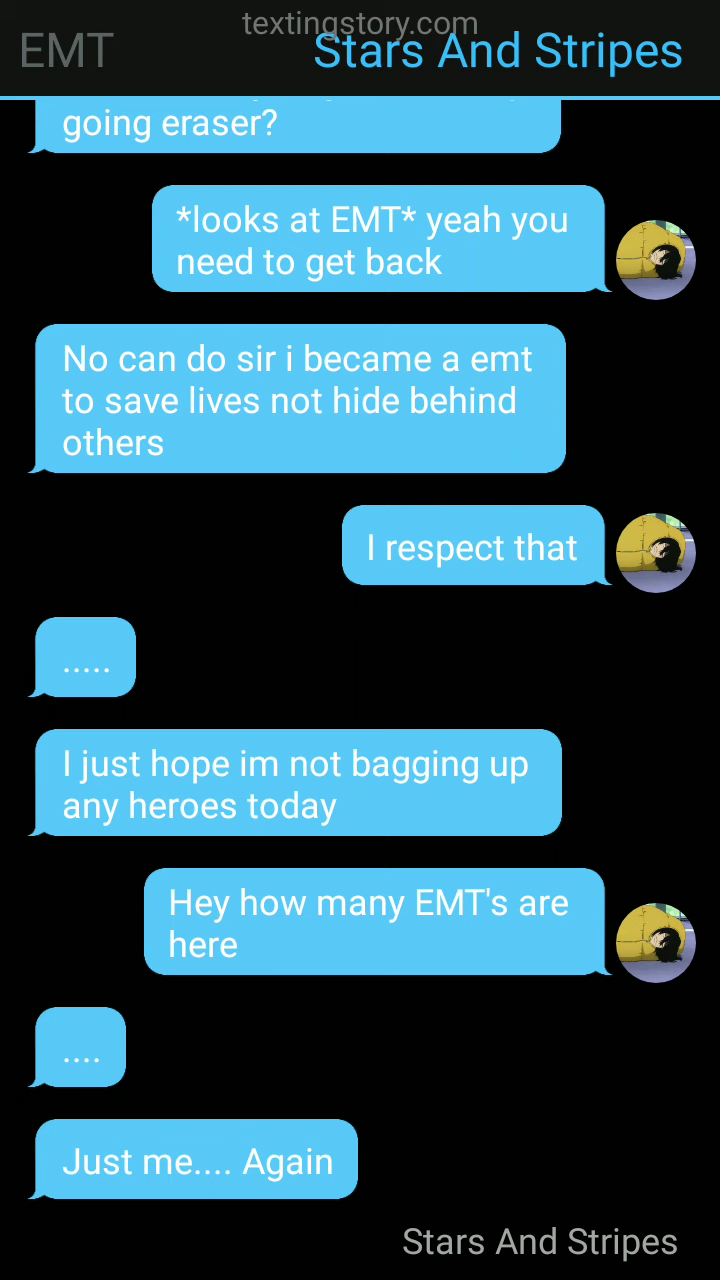 textingstory.com
EMT
Stars And Stripes
going eraser?
*looks at EMT* yeah you
need to get back
No can do sir i became a emt
to save lives not hide behind
others
I respect that
.....
I just hope im not bagging up
any heroes today
Hey how many EMT's are
here
....
Just me.... Again
Stars And Stripes